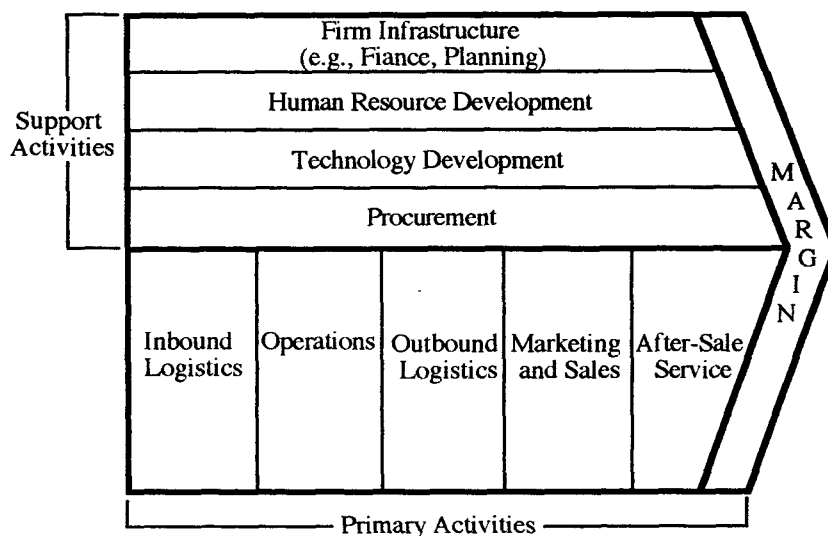 Firm Infrastructure
(e.g., Fiance, Planning)
Human Resource Development
Support
Activities
Technology Development
Procurement
MARGIN
Inbound
Logistics
Operations
Outbound
Logistics
Marketing
and Sales
After-Sale
Service
Primary Activities